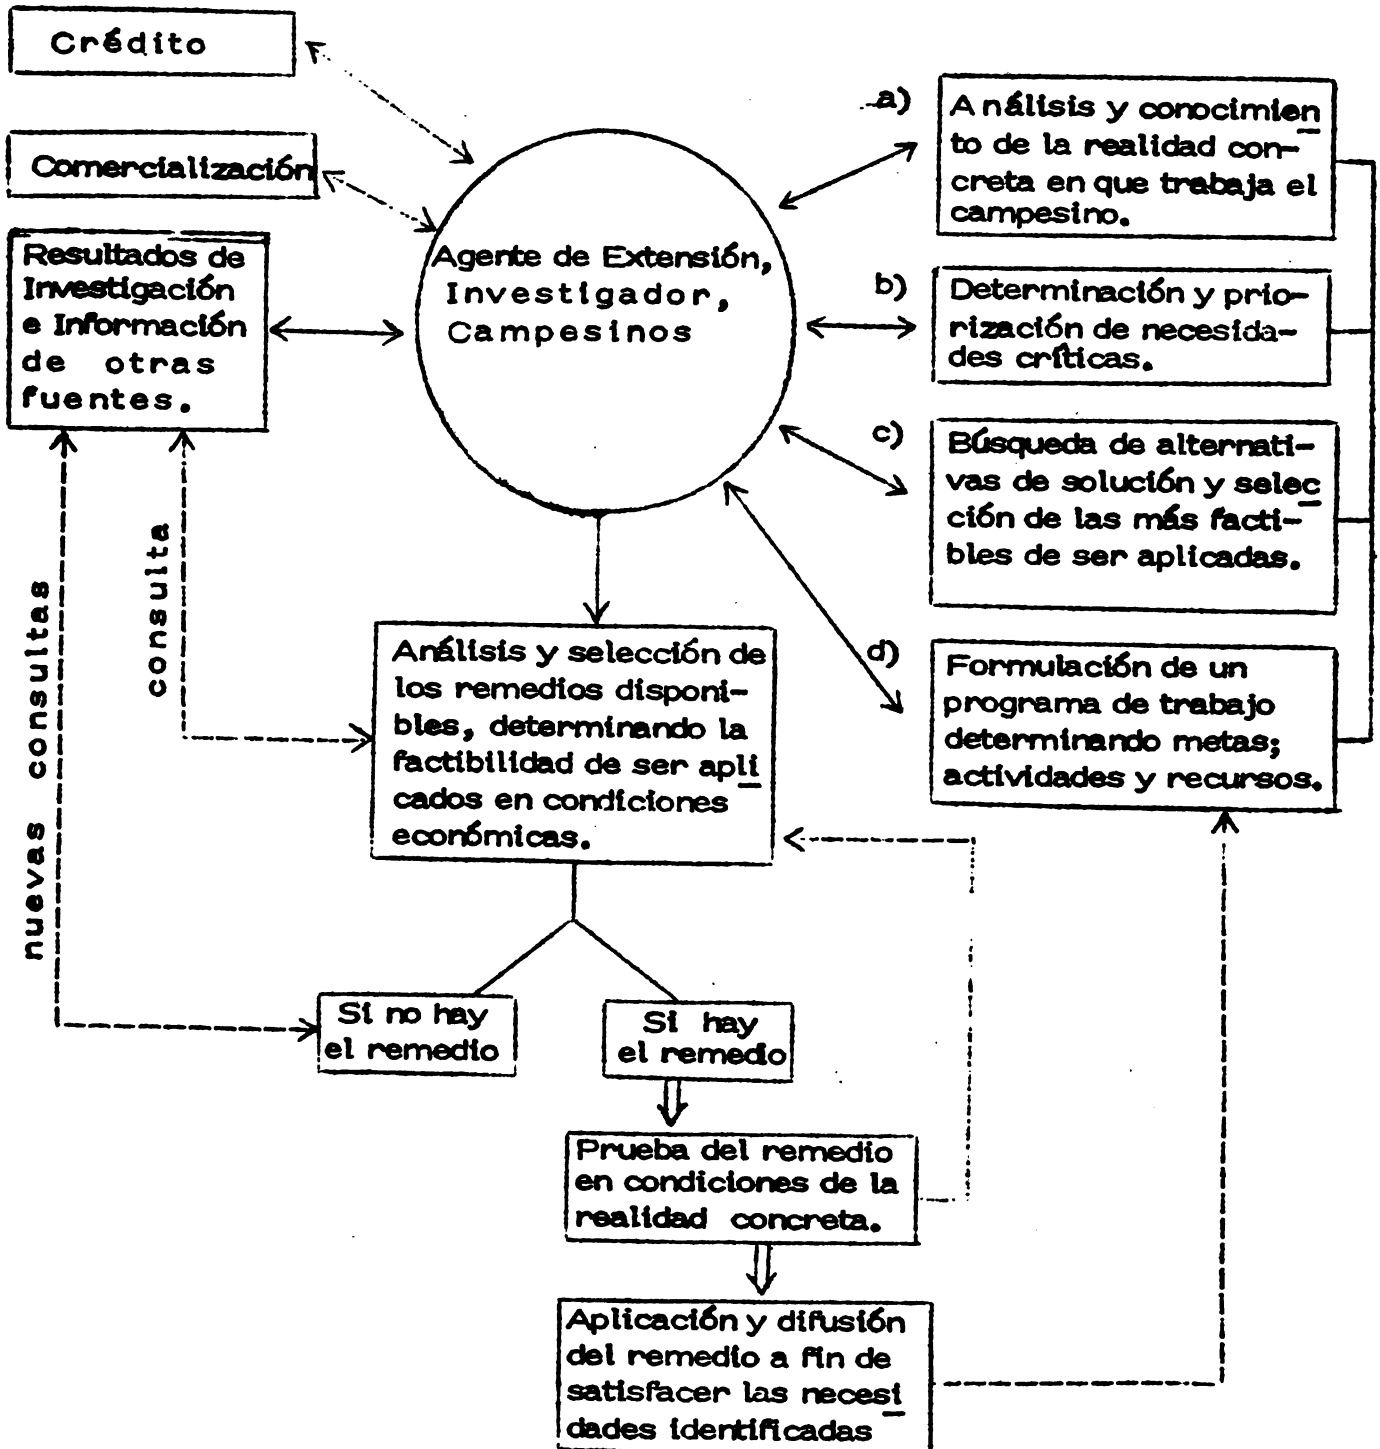 Crédito
Comercialización
Resultados de
Investigación
e Información
de otras
fuentes.
Agente de Extensión,
Investigador,
Campesinos
a)
Análisis y conocimien
to de la realidad con-
creta en que trabaja el
campesino.
b)
Determinación y prio-
rización de necesida-
des críticas.
c)
Búsqueda de alternati-
vas de solución y selec
ción de las más facti-
bles de ser aplicadas.
d)
Formulación de un
programa de trabajo
determinando metas;
actividades y recursos.
nuevas consultas
consulta
Análisis y selección de
los remedios disponi-
bles, determinando la
factibilidad de ser apli
cados en condiciones
económicas.
Si no hay
el remedio
Si hay
el remedio
Prueba del remedio
en condiciones de la
realidad concreta.
Aplicación y difusión
del remedio a fin de
satisfacer las necesi
dades identificadas